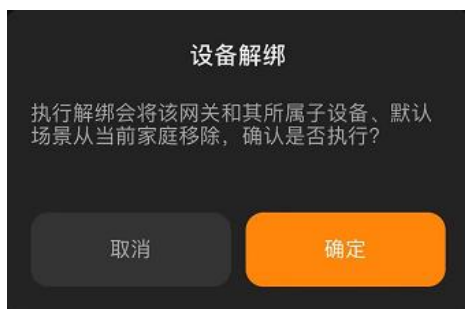 设备解绑
执行解绑会将该网关和其所属子设备、默认
场景从当前家庭移除，确认是否执行？
取消
确定